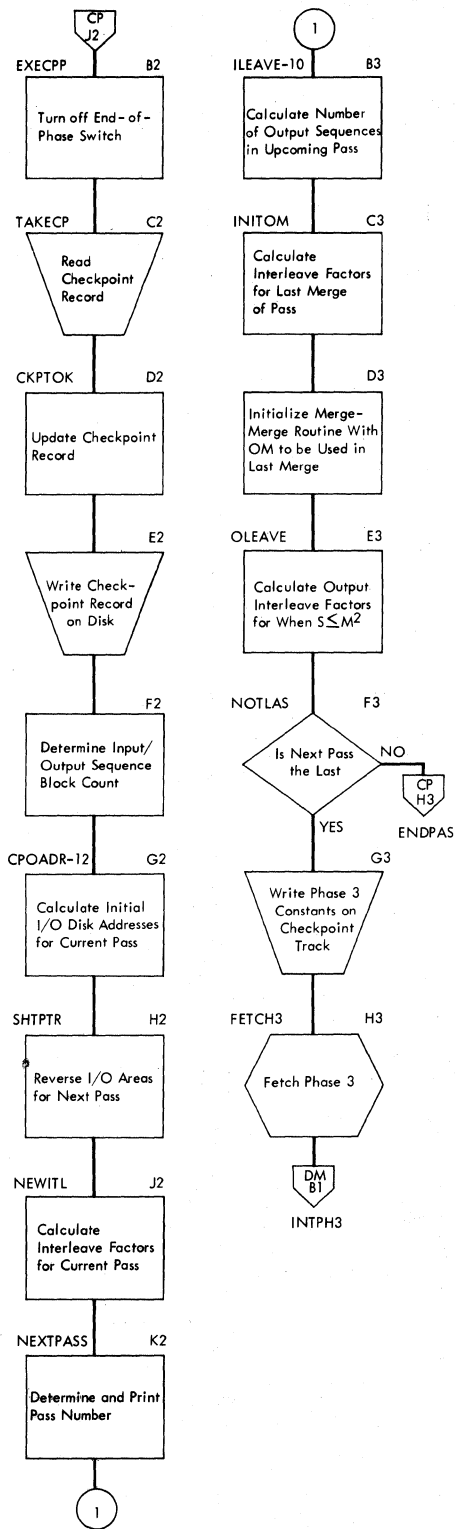 CP
J2
EXECPP B2
Turn off End-of-
Phase Switch
TAKECP C2
Read
Checkpoint
Record
CKPTOK D2
Update Checkpoint
Record
E2
Write Check-
point Record
on Disk
F2
Determine Input/
Output Sequence
Block Count
CPOADR-12 G2
Calculate Initial
I/O Disk Addresses
for Current Pass
SHTPTR H2
Reverse I/O Areas
for Next Pass
NEWITL J2
Calculate
Interleave Factors
for Current Pass
NEXTPASS K2
Determine and Print
Pass Number
1
1
ILEAVE-10 B3
Calculate Number
of Output Sequences
in Upcoming Pass
INITOM C3
Calculate
Interleave Factors
for Last Merge
of Pass
D3
Initialize Merge-
Merge Routine With
OM to be Used in
Last Merge
OLEAVE E3
Calculate Output
Interleave Factors
for When S≤M²
NOTLAS F3
Is Next Pass
the Last
NO
CP
H3
ENDPAS
YES
G3
Write Phase 3
Constants on
Checkpoint
Track
FETCH3 H3
Fetch Phase 3
DM
B1
INTPH3